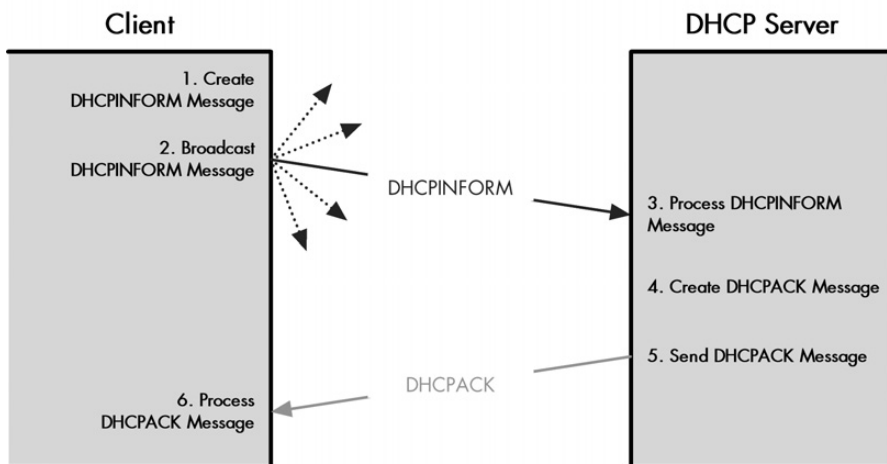 Client
DHCP Server
1. Create
DHCPINFORM Message
2. Broadcast
DHCPINFORM Message
DHCPINFORM
3. Process DHCPINFORM
Message
4. Create DHCPACK Message
5. Send DHCPACK Message
DHCPACK
6. Process
DHCPACK Message